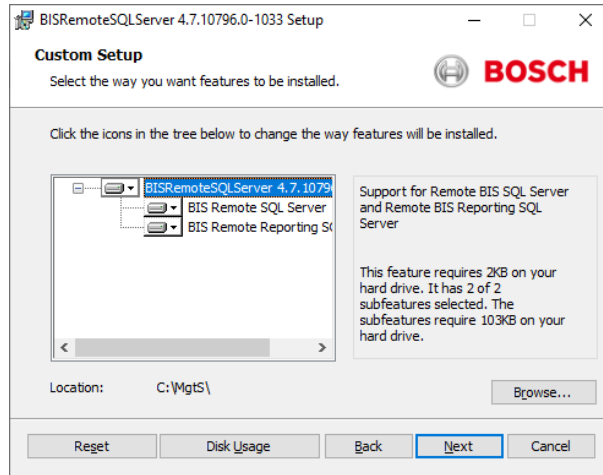 BISRemoteSQLServer 4.7.10796.0-1033 Setup
Custom Setup
Select the way you want features to be installed.
BOSCH
Click the icons in the tree below to change the way features will be installed.
BISRemoteSQLServer 4.7.1079
BIS Remote SQL Server
BIS Remote Reporting S
Support for Remote BIS SQL Server
and Remote BIS Reporting SQL
Server
This feature requires 2KB on your
hard drive. It has 2 of 2
subfeatures selected. The
subfeatures require 103KB on your
hard drive.
Location: C:\MgtS\
Browse...
Reset Disk Usage Back Next Cancel